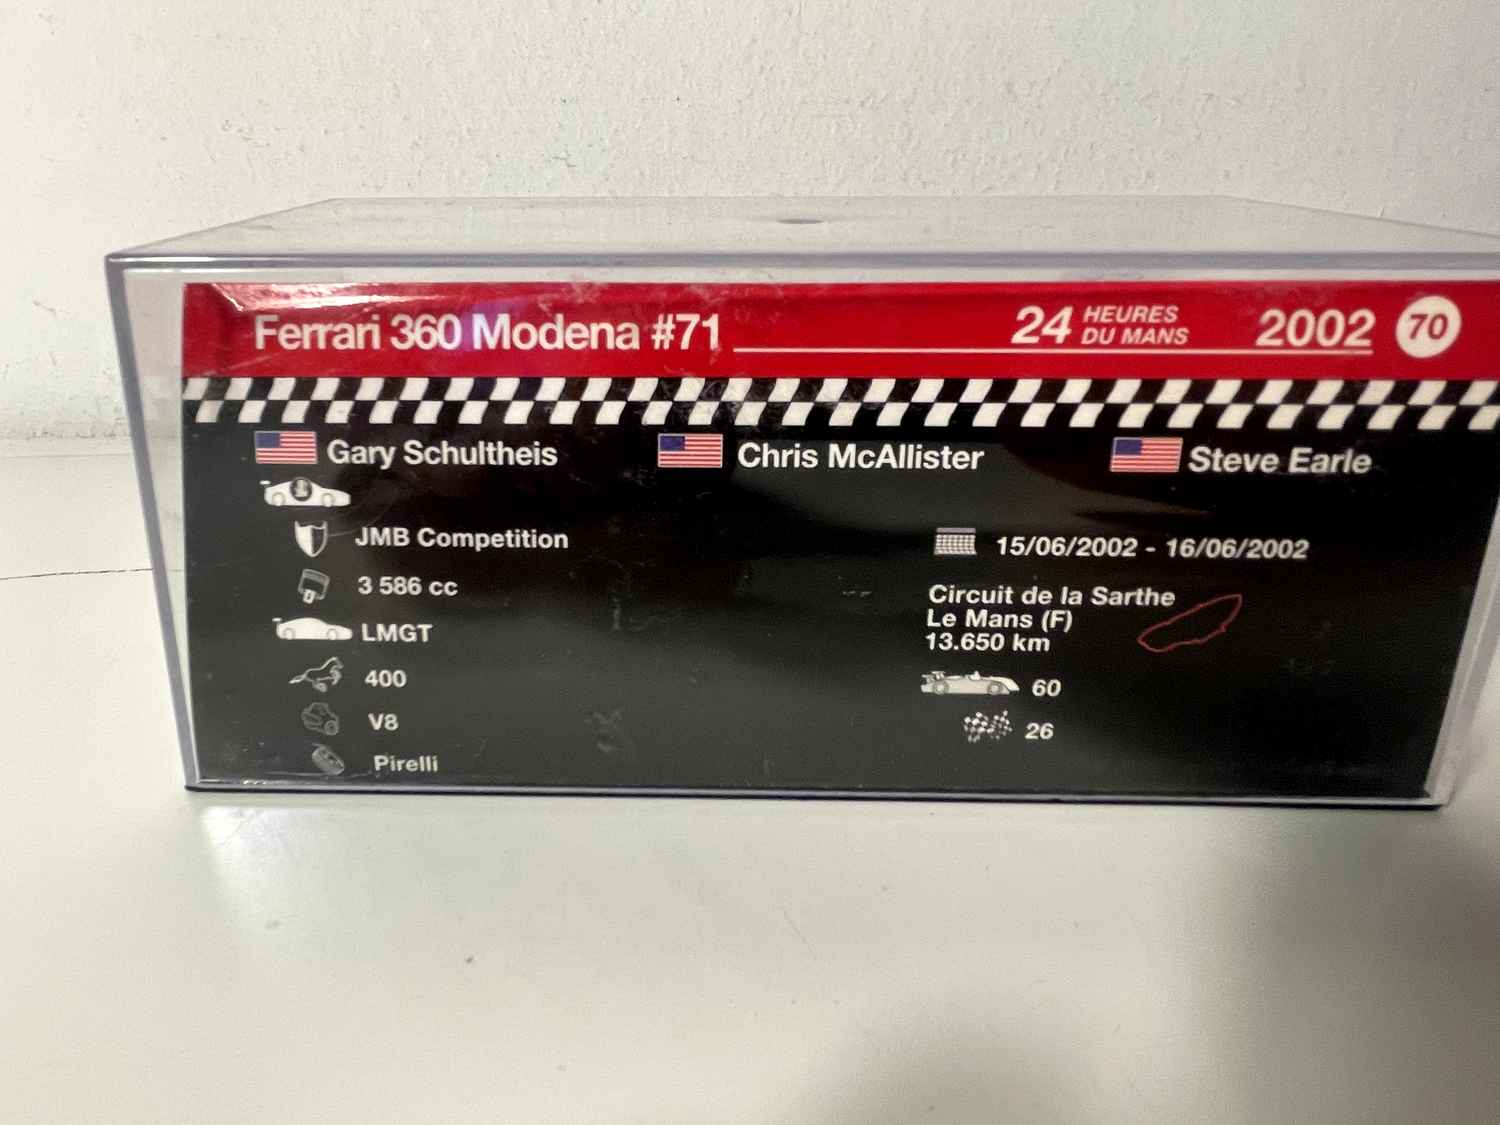 Ferrari 360 Modena #71 24 HEURES DU MANS 2002 70
Gary Schultheis Chris McAllister Steve Earle
JMB Competition
3 586 cc
LMGT
400
V8
Pirelli
15/06/2002 - 16/06/2002
Circuit de la Sarthe
Le Mans (F)
13.650 km
60
26